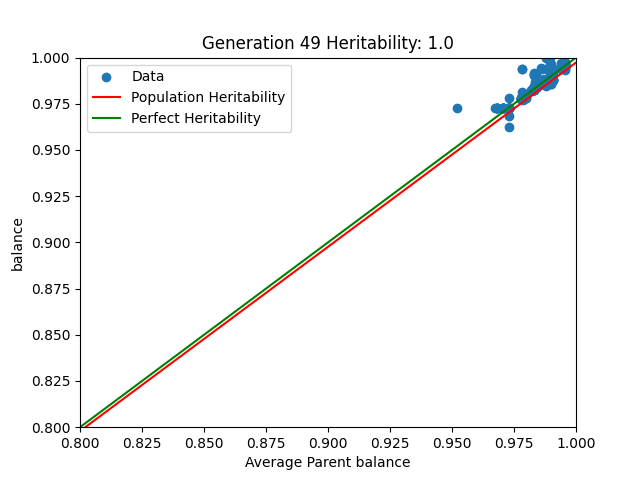 Generation 49 Heritability: 1.0
Data
Population Heritability
Perfect Heritability
balance
1.000
0.975
0.950
0.925
0.900
0.875
0.850
0.825
0.800
0.800 0.825 0.850 0.875 0.900 0.925 0.950 0.975 1.000
Average Parent balance